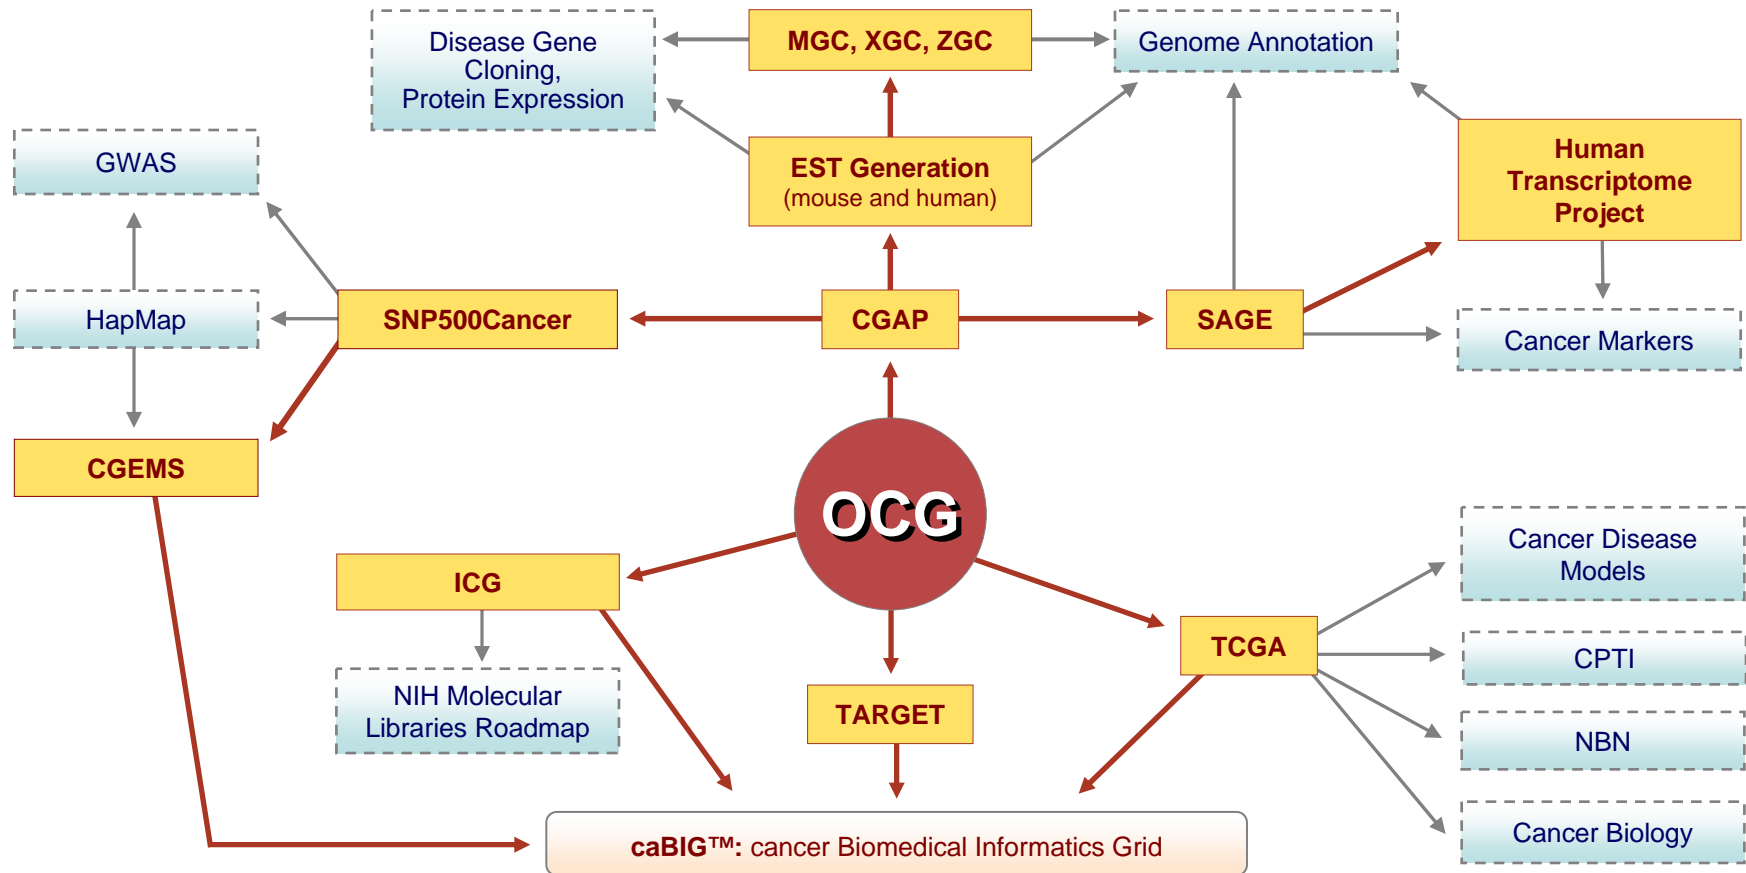 Disease Gene
Cloning,
Protein Expression
MGC, XGC, ZGC
Genome Annotation
GWAS
EST Generation
(mouse and human)
Human
Transcriptome
Project
HapMap
SNP500Cancer
CGAP
SAGE
Cancer Markers
CGEMS
OCG
ICG
Cancer Disease
Models
TCGA
CPTI
NIH Molecular
Libraries Roadmap
TARGET
NBN
caBIG™: cancer Biomedical Informatics Grid
Cancer Biology